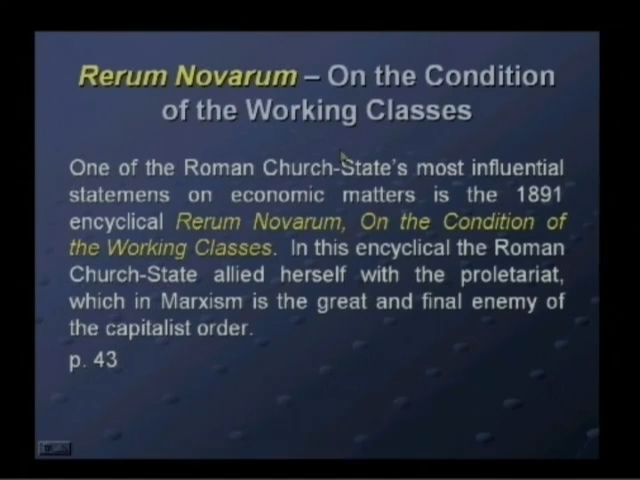 Rerum Novarum – On the Condition
of the Working Classes
One of the Roman Church-State's most influential
statemens on economic matters is the 1891
encyclical Rerum Novarum, On the Condition of
the Working Classes. In this encyclical the Roman
Church-State allied herself with the proletariat,
which in Marxism is the great and final enemy of
the capitalist order.
p. 43